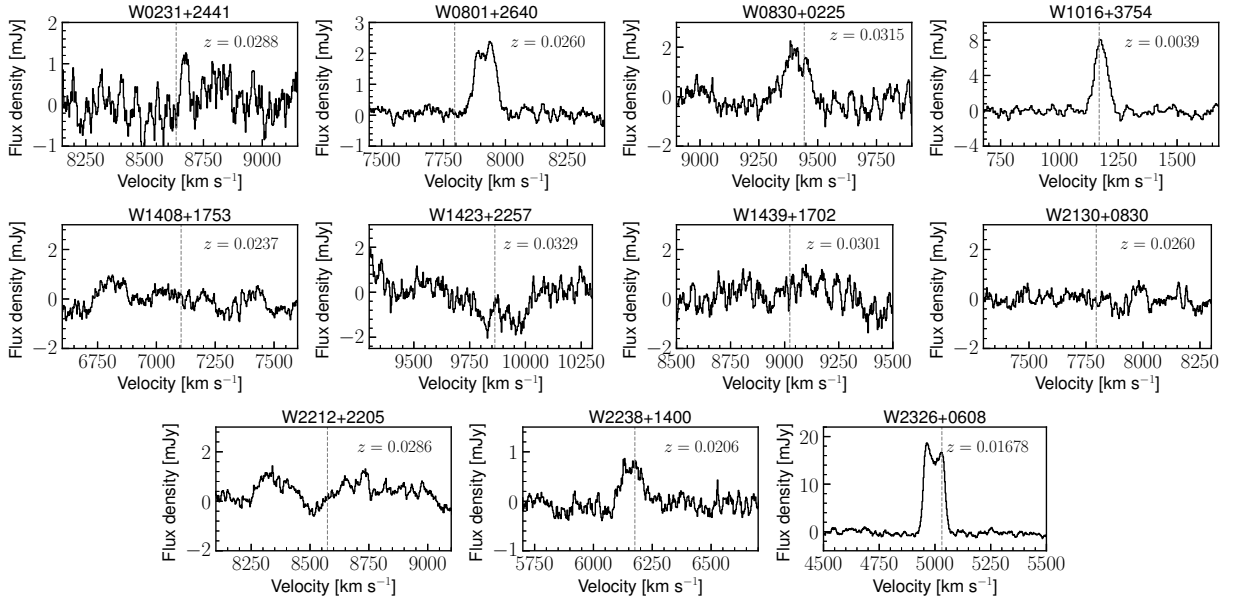 W0231+2441
z = 0.0288
Flux density [mJy]
2
1
0
−1
8250 8500 8750 9000
Velocity [km s−1]
W0801+2640
z = 0.0260
Flux density [mJy]
3
2
1
0
−1
7500 7750 8000 8250
Velocity [km s−1]
W0830+0225
z = 0.0315
Flux density [mJy]
2
0
−2
9000 9250 9500 9750
Velocity [km s−1]
W1016+3754
z = 0.0039
Flux density [mJy]
8
4
0
−4
750 1000 1250 1500
Velocity [km s−1]
W1408+1753
z = 0.0237
Flux density [mJy]
2
0
−2
6750 7000 7250 7500
Velocity [km s−1]
W1423+2257
z = 0.0329
Flux density [mJy]
2
0
−2
9500 9750 10000 10250
Velocity [km s−1]
W1439+1702
z = 0.0301
Flux density [mJy]
2
0
−2
8500 8750 9000 9250 9500
Velocity [km s−1]
W2130+0830
z = 0.0260
Flux density [mJy]
2
0
−2
7500 7750 8000 8250
Velocity [km s−1]
W2212+2205
z = 0.0286
Flux density [mJy]
2
0
−2
8250 8500 8750 9000
Velocity [km s−1]
W2238+1400
z = 0.0206
Flux density [mJy]
1
0
−1
5750 6000 6250 6500
Velocity [km s−1]
W2326+0608
z = 0.01678
Flux density [mJy]
20
10
0
4500 4750 5000 5250 5500
Velocity [km s−1]